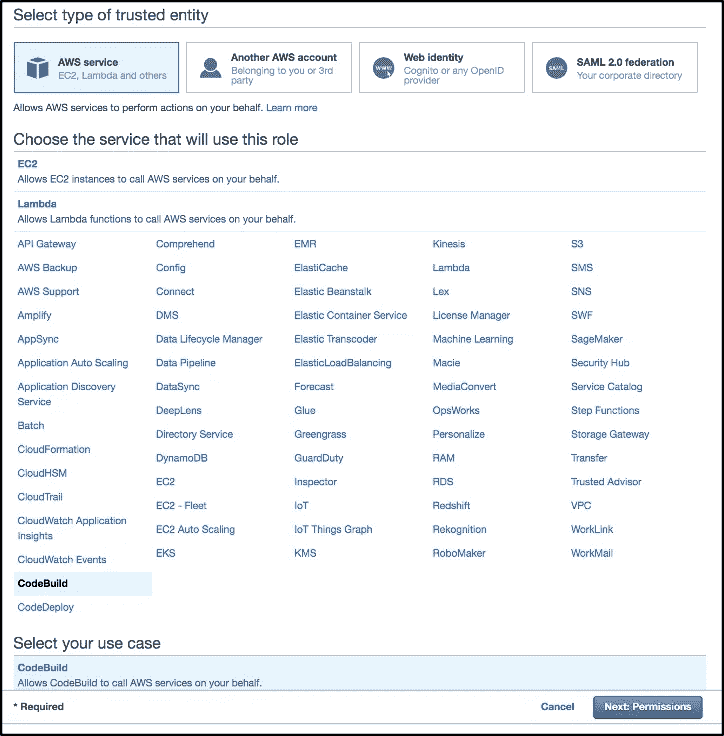 Select type of trusted entity
AWS service
EC2, Lambda and others
Another AWS account
Belonging to you or 3rd
party
WWW
Web identity
Cognito or any OpenID
provider
SAML
SAML 2.0 federation
Your corporate directory
Allows AWS services to perform actions on your behalf. Learn more
Choose the service that will use this role
EC2
Allows EC2 instances to call AWS services on your behalf.
Lambda
Allows Lambda functions to call AWS services on your behalf.
API Gateway
AWS Backup
AWS Support
Amplify
AppSync
Application Auto Scaling
Application Discovery
Service
Batch
CloudFormation
CloudHSM
CloudTrail
CloudWatch Application
Insights
CloudWatch Events
CodeBuild
CodeDeploy
Comprehend
Config
Connect
DMS
Data Lifecycle Manager
Data Pipeline
DataSync
DeepLens
Directory Service
DynamoDB
EC2
EC2 - Fleet
EC2 Auto Scaling
EKS
EMR
ElastiCache
Elastic Beanstalk
Elastic Container Service
Elastic Transcoder
ElasticLoadBalancing
Forecast
Glue
Greengrass
GuardDuty
Inspector
IoT
IoT Things Graph
KMS
Kinesis
Lambda
Lex
License Manager
Machine Learning
Macie
MediaConvert
OpsWorks
Personalize
RAM
RDS
Redshift
Rekognition
RoboMaker
S3
SMS
SNS
SWF
SageMaker
Security Hub
Service Catalog
Step Functions
Storage Gateway
Transfer
Trusted Advisor
VPC
WorkLink
WorkMail
Select your use case
CodeBuild
Allows CodeBuild to call AWS services on your behalf.
* Required
Cancel
Next: Permissions